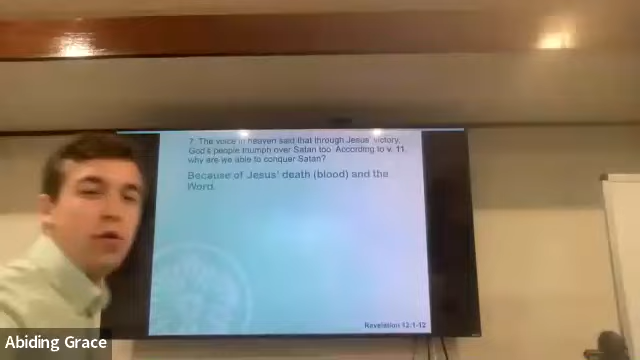 7. The voice in heaven said that through Jesus' victory,
God's people triumph over Satan too. According to v. 11,
why are we able to conquer Satan?
Because of Jesus' death (blood) and the
Word.
Revelation 12:1-12
Abiding Grace